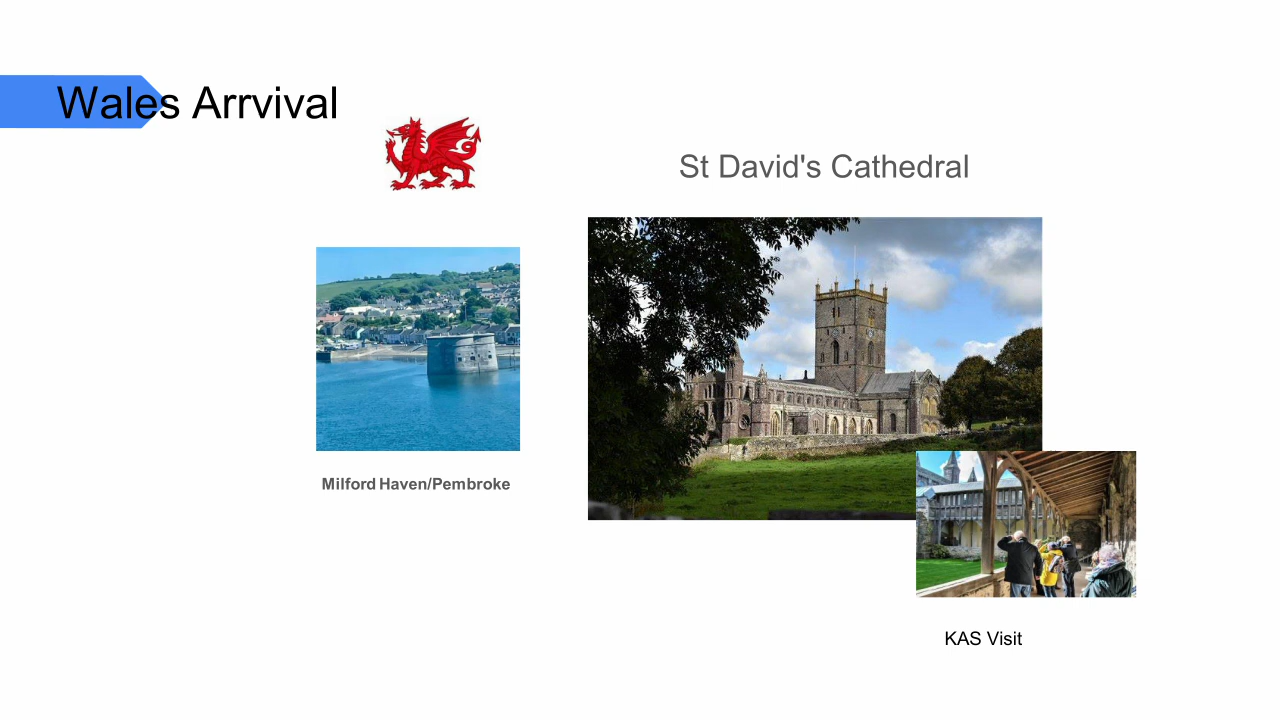 Wales Arrvival
St David's Cathedral
Milford Haven/Pembroke
KAS Visit